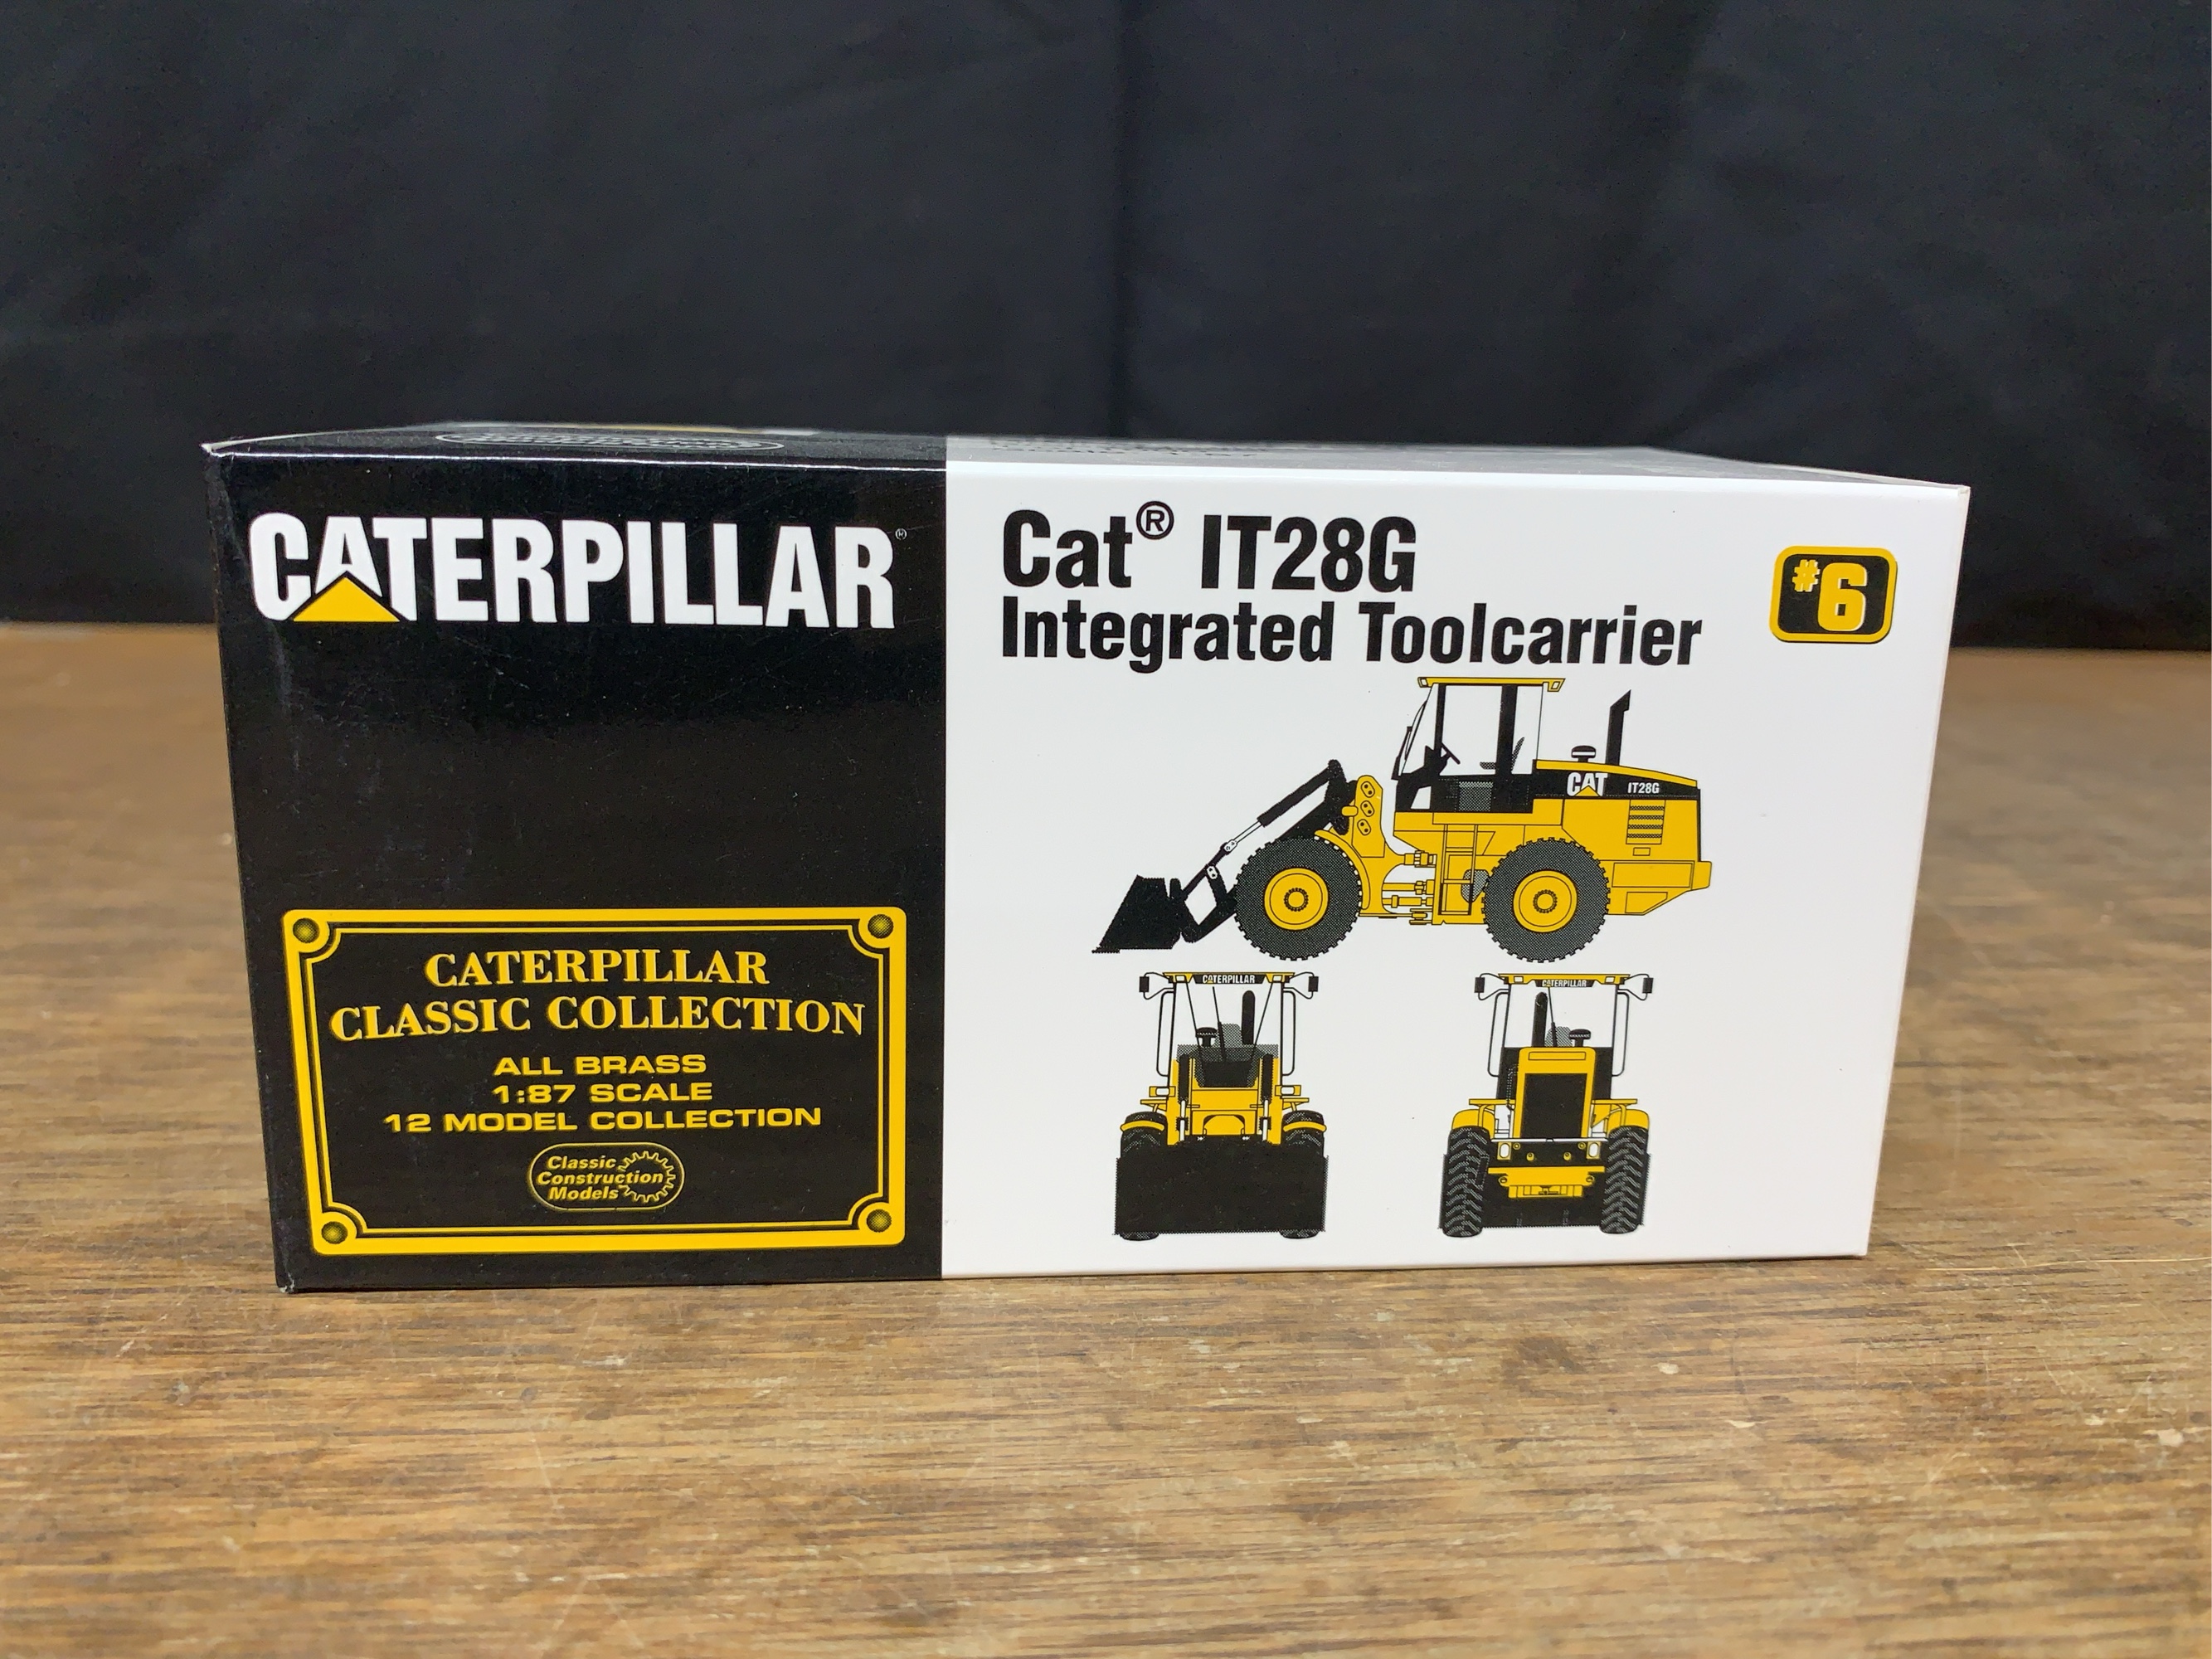 CATERPILLAR®
CATERPILLAR
CLASSIC COLLECTION
ALL BRASS
1:87 SCALE
12 MODEL COLLECTION
Classic
Construction
Models
Cat® IT28G
Integrated Toolcarrier
#6
CAT IT28G
CATERPILLAR
CATERPILLAR